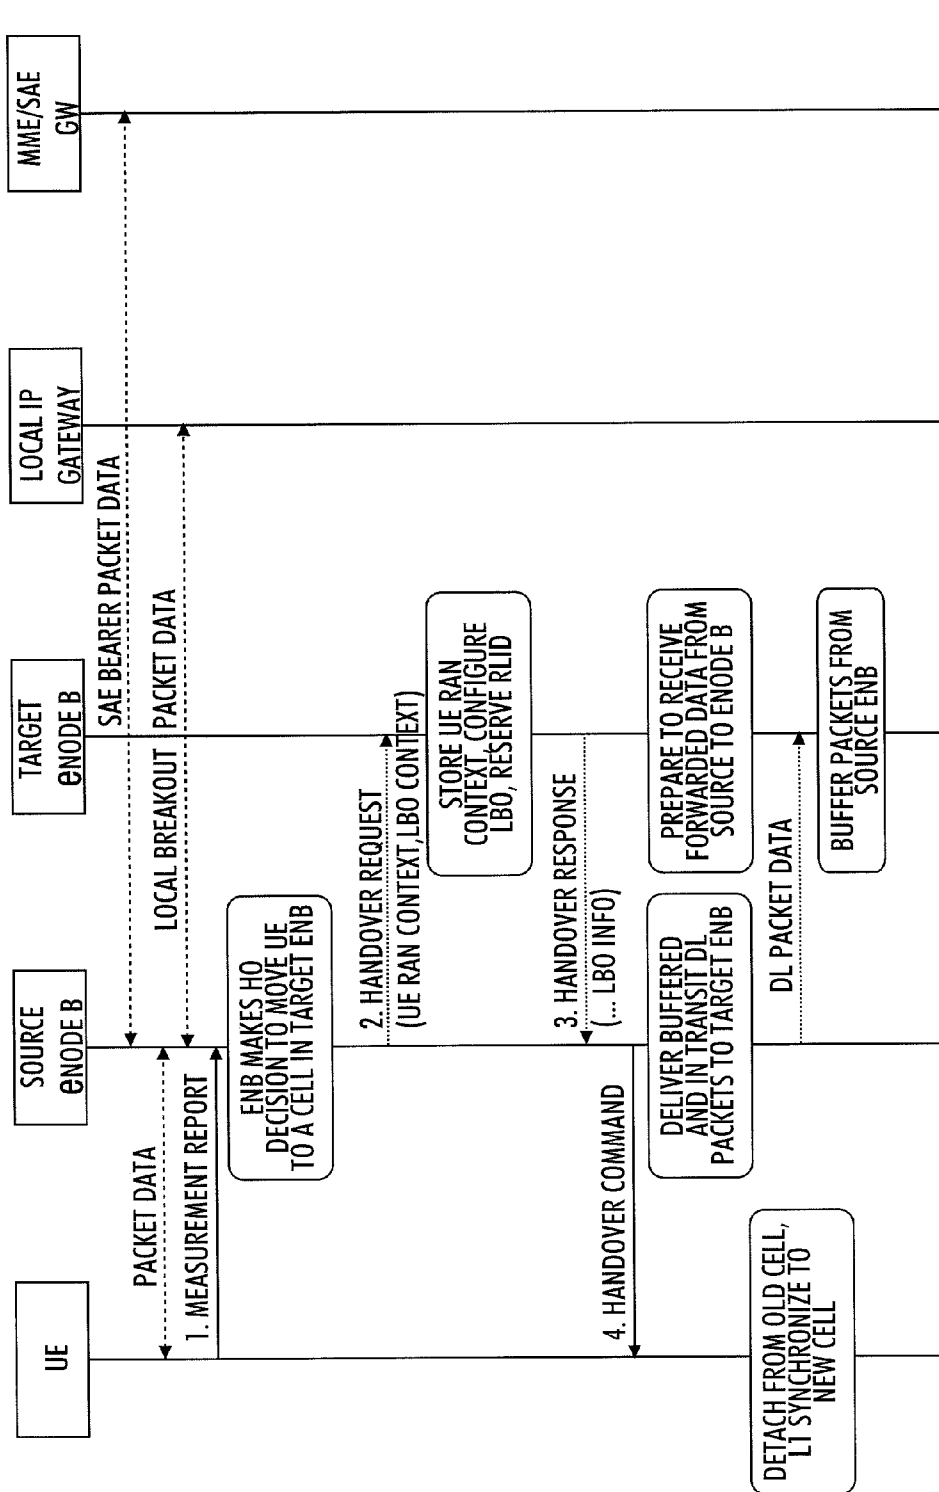 UE
SOURCE
eNODE B
TARGET
eNODE B
LOCAL IP
GATEWAY
MME/SAE
GW
SAE BEARER PACKET DATA
PACKET DATA
LOCAL BREAKOUT PACKET DATA
1. MEASUREMENT REPORT
ENB MAKES HO
DECISION TO MOVE UE
TO A CELL IN TARGET ENB
2. HANDOVER REQUEST
(UE RAN CONTEXT,LBO CONTEXT)
STORE UE RAN
CONTEXT, CONFIGURE
LBO, RESERVE RLID
3. HANDOVER RESPONSE
(... LBO INFO)
4. HANDOVER COMMAND
DELIVER BUFFERED
AND IN TRANSIT DL
PACKETS TO TARGET ENB
PREPARE TO RECEIVE
FORWARDED DATA FROM
SOURCE TO ENODE B
DL PACKET DATA
DETACH FROM OLD CELL,
L1 SYNCHRONIZE TO
NEW CELL
BUFFER PACKETS FROM
SOURCE ENB